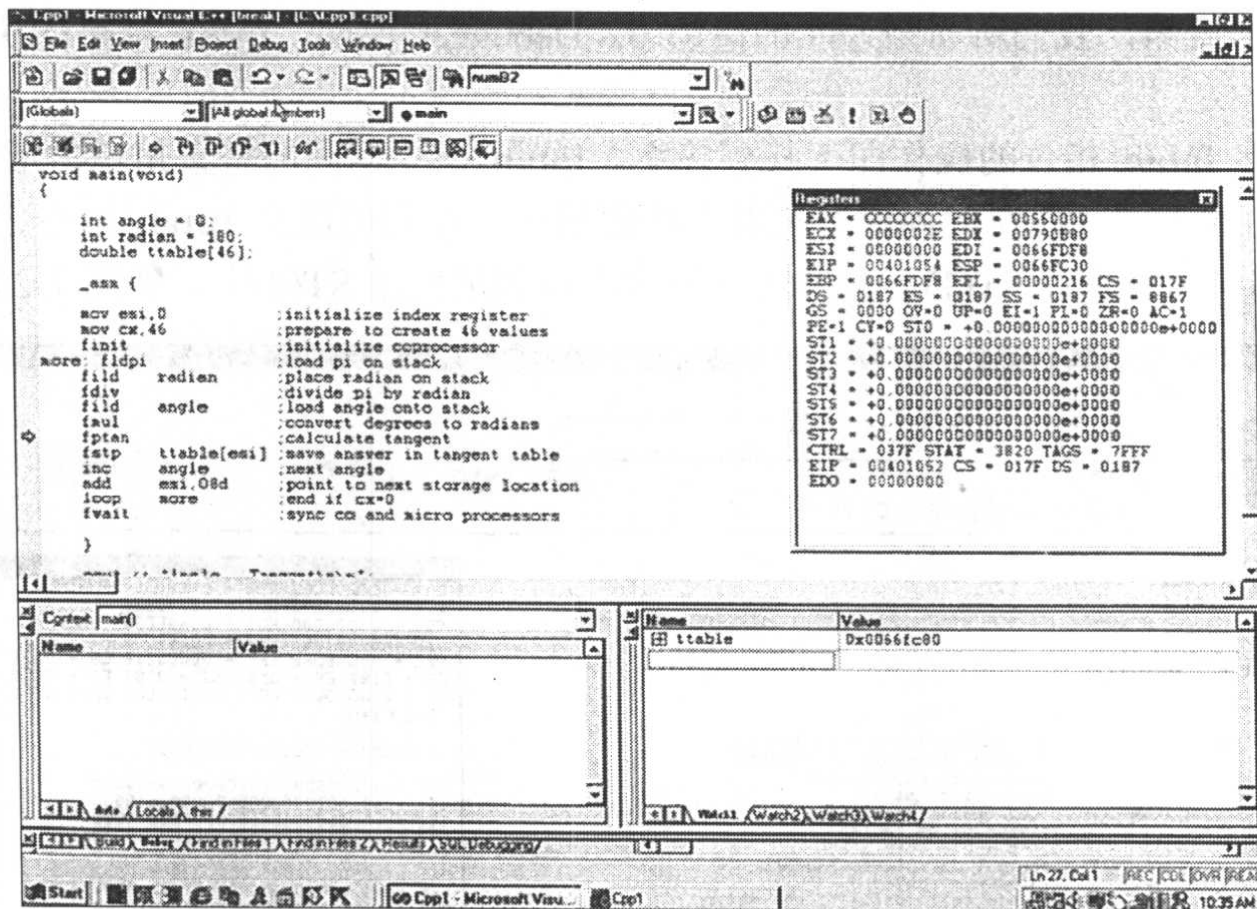 Cpp1 - Microsoft Visual C++ [break] - [C:\Cpp1.cpp]
File Edit View Insert Project Debug Tools Window Help
num82
(Globals) (All global members) main
void main(void)
{
int angle = 0;
int radian = 180;
double ttable[46];
_asm {
mov esi,0 ;initialize index register
mov cx,46 ;prepare to create 46 values
finit ;initialize coprocessor
more: fldpi ;load pi on stack
fild radian ;place radian on stack
fdiv ;divide pi by radian
fild angle ;load angle onto stack
fmul ;convert degrees to radians
fptan ;calculate tangent
fstp ttable[esi] ;save answer in tangent table
inc angle ;next angle
add esi,08d ;point to next storage location
loop more ;end if cx=0
fwait ;sync co and micro processors
}
Registers
EAX = CCCCCCCC EBX = 00560000
ECX = 0000002E EDX = 00790B80
ESI = 00000000 EDI = 0066FDF8
EIP = 00401054 ESP = 0066FC30
EBP = 0066FDF8 EFL = 00000216 CS = 017F
DS = 0187 ES = 0187 SS = 0187 FS = 8867
GS = 0000 OV=0 UP=0 EI=1 PL=0 ZR=0 AC=1
PE=1 CY=0 ST0 = +0.0000000000000000e+0000
ST1 = +0.0000000000000000e+0000
ST2 = +0.0000000000000000e+0000
ST3 = +0.0000000000000000e+0000
ST4 = +0.0000000000000000e+0000
ST5 = +0.0000000000000000e+0000
ST6 = +0.0000000000000000e+0000
ST7 = +0.0000000000000000e+0000
CTRL = 037F STAT = 3820 TAGS = 7FFF
EIP = 00401052 CS = 017F DS = 0187
EDO = 00000000
Context main()
Name Value
Auto Locals this
Name Value
ttable 0x0066fc80
Watch1 Watch2 Watch3 Watch4
Build Debug Find in Files 1 Find in Files 2 Results SQL Debugging
Ln 27, Col 1 REC COL OVR READ
Start Cpp1 - Microsoft Visu... Cpp1 10:35 AM